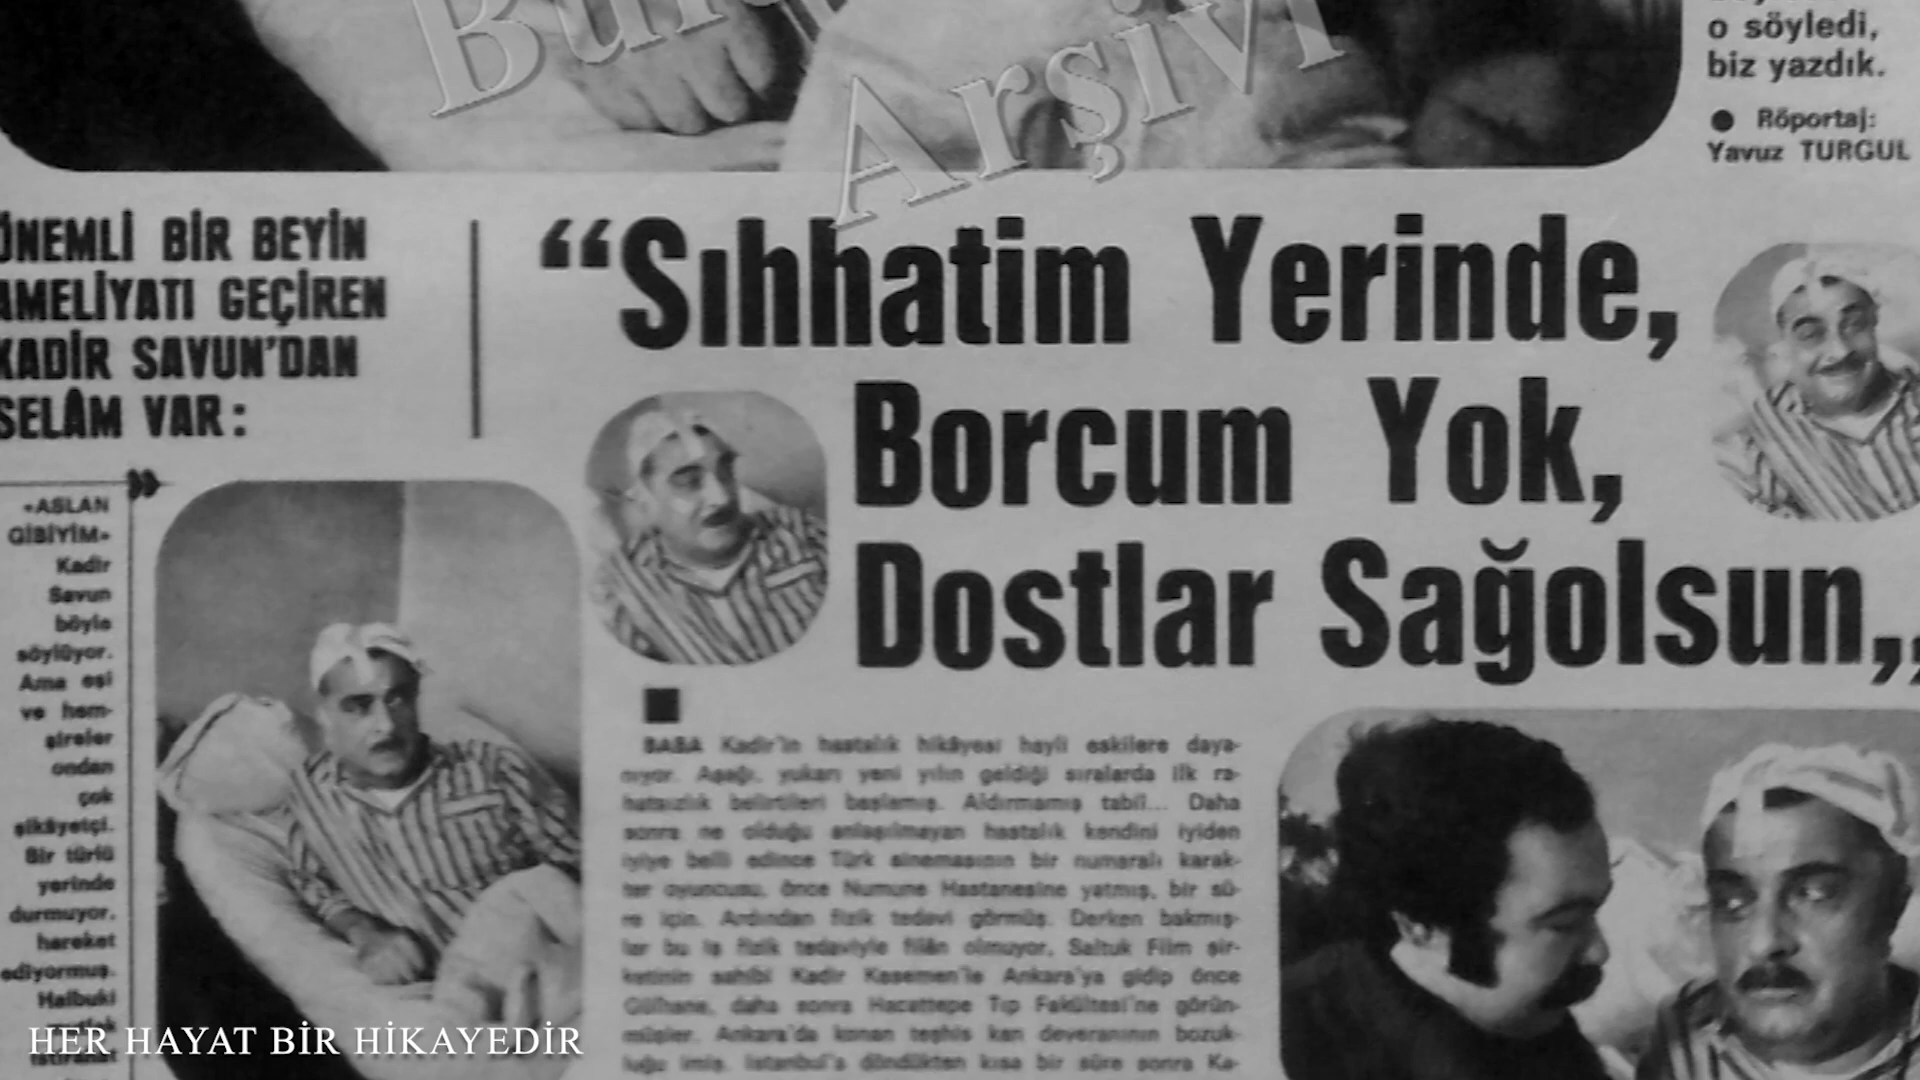 o söyledi,
biz yazdık.
● Röportaj:
Yavuz TURGUL
Arşivi
ÖNEMLİ BİR BEYİN
AMELİYATI GEÇİREN
KADİR SAVUN'DAN
SELÂM VAR:
“Sıhhatim Yerinde,
Borcum Yok,
Dostlar Sağolsun„
«ASLAN
GİBİYİM»
Kadir
Savun
böyle
söylüyor.
Ama eşi
ve hem-
şireler
ondan
çok
şikâyetçi.
Bir türlü
yerinde
durmuyor,
hareket
ediyormuş.
Halbuki
BABA Kadir'in hastalık hikâyesi hayli eskilere daya-
nıyor. Aşağı, yukarı yeni yılın geldiği sıralarda ilk ra-
hatsızlık belirtileri başlamış. Aldırmamış tabiî... Daha
sonra ne olduğu anlaşılmayan hastalık kendini iyiden
iyiye belli edince Türk sinemasının bir numaralı karak-
ter oyuncusu, önce Numune Hastanesine yatmış, bir sü-
re için. Ardından fizik tedavi görmüş. Derken bakmış-
lar bu iş fizik tedaviyle filân olmuyor, Saltuk Film şir-
ketinin sahibi Kadir Kesemen'le Ankara'ya gidip önce
Gülhane, daha sonra Hacettepe Tıp Fakültesi'ne görün-
müşler. Ankara'da konan teşhis kan deveranının bozuk-
luğu imiş. İstanbul'a döndükten kısa bir süre sonra Ka-
HER HAYAT BİR HİKAYEDİR